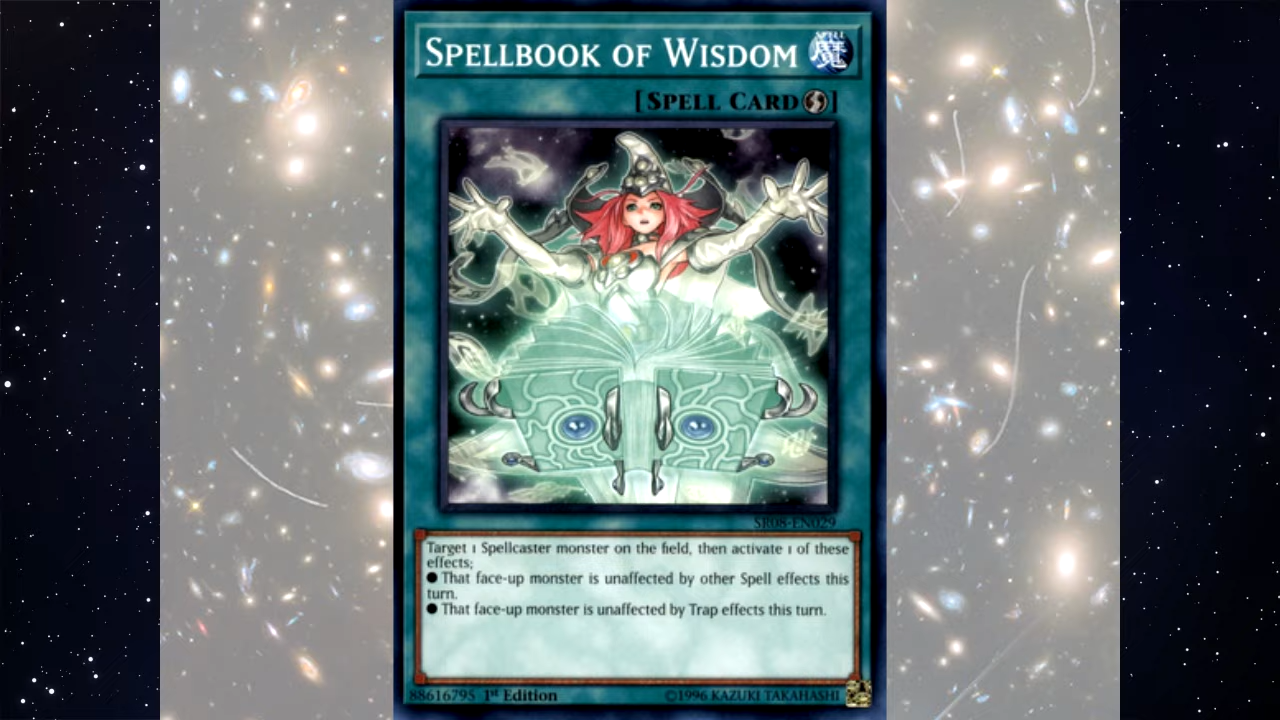 SPELLBOOK OF WISDOM
SPELL
魔
[SPELL CARD]
SR08-EN029
Target 1 Spellcaster monster on the field, then activate 1 of these
effects;
● That face-up monster is unaffected by other Spell effects this
turn.
● That face-up monster is unaffected by Trap effects this turn.
88616795 1st Edition ©1996 KAZUKI TAKAHASHI